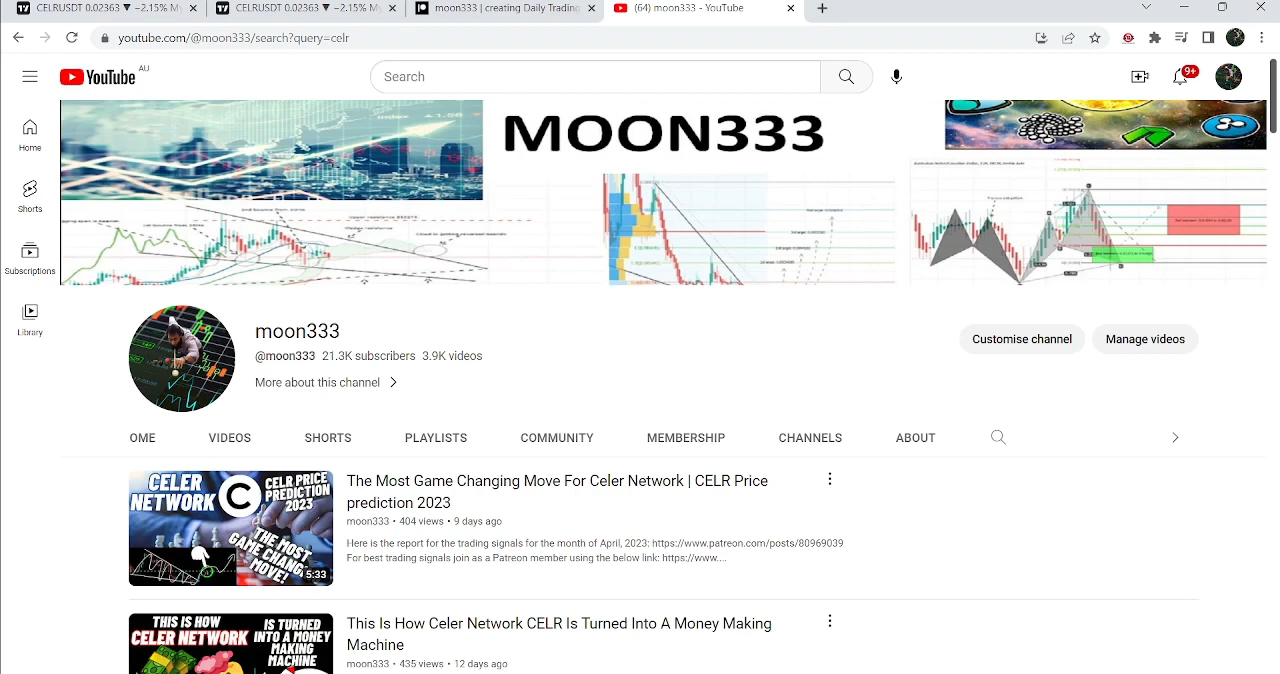 CELRUSDT 0.02363 ▼ −2.15% M
CELRUSDT 0.02363 ▼ −2.15% M
moon333 | creating Daily Trading
(64) moon333 - YouTube
youtube.com/@moon333/search?query=celr
YouTube AU
Search
9+
Home
Shorts
Subscriptions
Library
MOON333
moon333
@moon333 21.3K subscribers 3.9K videos
More about this channel
Customise channel
Manage videos
OME VIDEOS SHORTS PLAYLISTS COMMUNITY MEMBERSHIP CHANNELS ABOUT
CELER
NETWORK
CELR PRICE
PREDICTION
2023
THE MOST
GAME CHANG
MOVE!
5:33
The Most Game Changing Move For Celer Network | CELR Price
prediction 2023
moon333 • 404 views • 9 days ago
Here is the report for the trading signals for the month of April, 2023: https://www.patreon.com/posts/80969039
For best trading signals join as a Patreon member using the below link: https://www....
THIS IS HOW
CELER NETWORK
IS TURNED
INTO A MONEY
MAKING
MACHINE
This Is How Celer Network CELR Is Turned Into A Money Making
Machine
moon333 • 435 views • 12 days ago